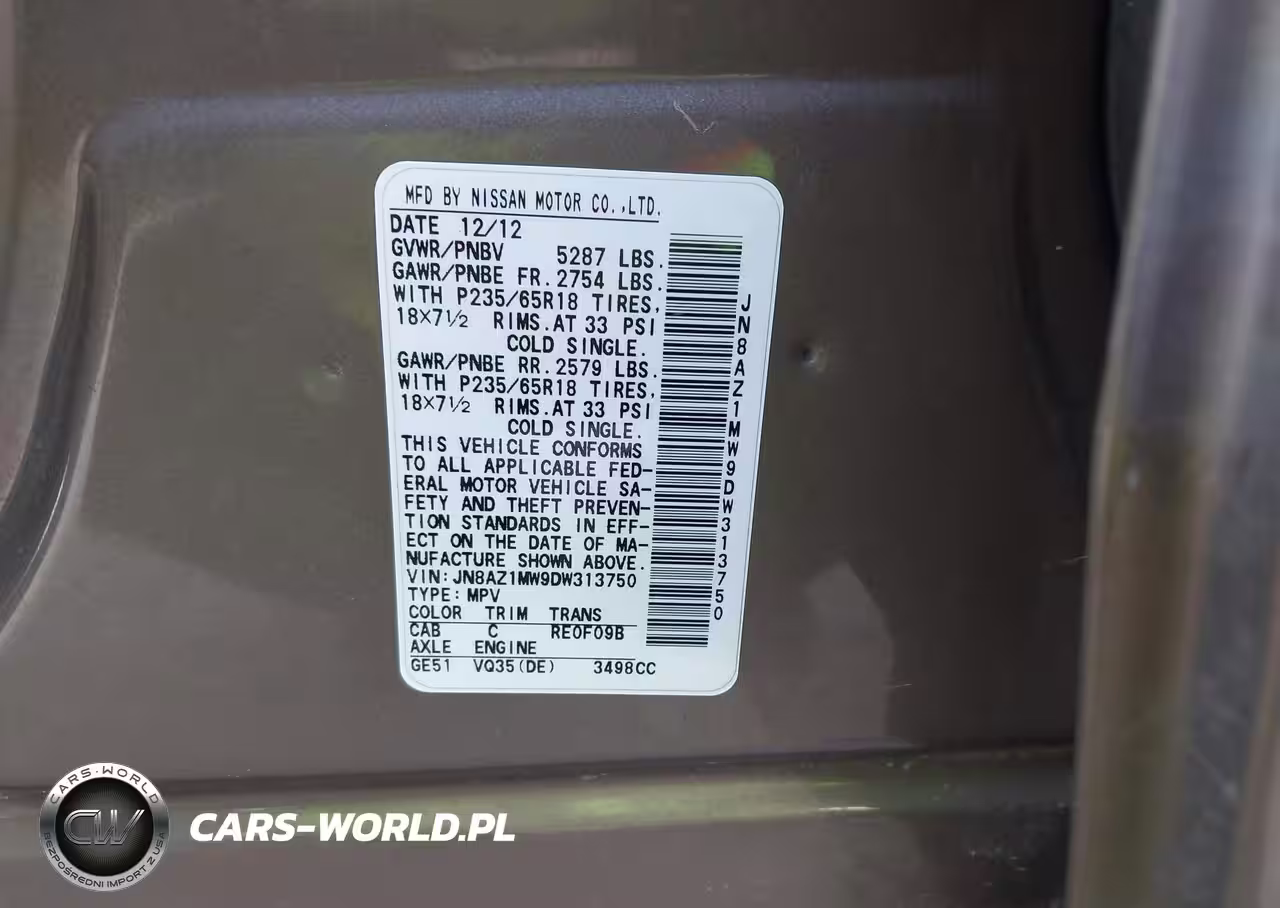 MFD BY NISSAN MOTOR CO.,LTD.
DATE 12/12
GVWR/PNBV 5287 LBS.
GAWR/PNBE FR. 2754 LBS.
WITH P235/65R18 TIRES,
18×7½ RIMS. AT 33 PSI
COLD SINGLE.
GAWR/PNBE RR. 2579 LBS.
WITH P235/65R18 TIRES,
18×7½ RIMS. AT 33 PSI
COLD SINGLE.
THIS VEHICLE CONFORMS
TO ALL APPLICABLE FED-
ERAL MOTOR VEHICLE SA-
FETY AND THEFT PREVEN-
TION STANDARDS IN EFF-
ECT ON THE DATE OF MA-
NUFACTURE SHOWN ABOVE.
VIN:JN8AZ1MW9DW313750
TYPE:MPV
COLOR TRIM TRANS
CAB C RE0F09B
AXLE ENGINE
GE51 VQ35(DE) 3498CC
JN8AZ1MW9DW313750
CARS-WORLD
CW
BEZPOŚREDNI IMPORT Z USA
CARS-WORLD.PL